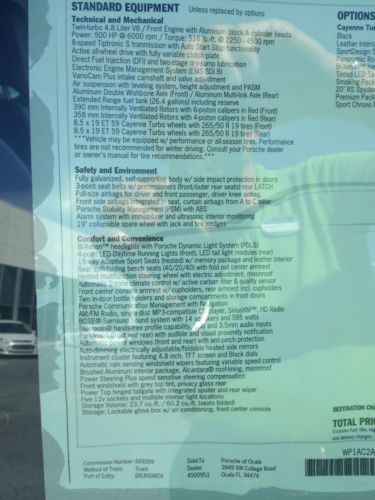 STANDARD EQUIPMENT Unless replaced by options
OPTIONS
Technical and Mechanical
Twin-turbo 4.8 Liter V8 / Front Engine with Aluminum block & cylinder heads
Power: 500 HP @ 6000 rpm / Torque: 516 lb.ft. @ 2250 - 4500 rpm
8-speed Tiptronic S transmission with Auto Start Stop functionality
Active all-wheel drive with fully variable clutch plate
Direct Fuel Injection (DFI) and two-stage dry sump lubrication
Electronic Engine Management System (EMS SDI 8)
VarioCam Plus intake camshaft and valve adjustment
Air suspension with leveling, height adjustment and PASM
Aluminum Double Wishbone Axle (Front) / Aluminum Multi-link Axle (Rear)
Extended Range fuel tank (26.4 gallons) including reserve
390 mm Internally Ventilated Rotors with 6-piston calipers in Red (Front)
358 mm Internally Ventilated Rotors with 4-piston calipers in Red (Rear)
8.5 x 19 ET 59 Cayenne Turbo wheels with 265/50 R 19 tires (Front)
8.5 x 19 ET 59 Cayenne Turbo wheels with 265/50 R 19 tires (Rear)
***Vehicle may be equipped w/ performance or all-season tires. Performance
tires are not recommended for winter driving. Consult your Porsche dealer
or owner's manual for tire recommendations.***
Cayenne Tur
Leather Interi
SportDesign
Panoramic Ro
Bi-Xenon™ He
Tinted LED Ta
Smoking Pack
20" RS Spyder
Premium Pack
Sport Chrono
Safety and Environment
Fully galvanized, self-supporting body w/ side impact protection in doors
3-point seat belts w/ pretensioners (front/outer rear seats) rear LATCH
Full-size airbags for driver and front passenger, driver knee airbag,
Front side airbags integrated in seat, curtain airbags from A to C pillar
Porsche Stability Management (PSM) with ABS
Alarm system with immobilizer and ultrasonic interior monitoring
19" collapsible spare wheel with jack and tire wedges
Comfort and Convenience
Bi-Xenon™ headlights with Porsche Dynamic Light System (PDLS)
4-point LED-Daytime Running Lights (front), LED tail light modules (rear)
18-way Adaptive Sport Seats (heated) w/ memory package and leather interior
Rear split-folding bench seats (40/20/40) with fold out center armrest
Heated multifunction steering wheel with electric adjustment, moonroof
Automatic 2-zone climate control w/ active carbon filter & quality sensor
Front center console armrest w/ cupholders, rear armrest incl. cupholders
Two in-door bottle holders and storage compartments in front doors
Porsche Communication Management with Navigation
AM/FM Radio, single disc MP3-compatible CD player, SiriusXM™, HD Radio
BOSE® Surround Sound system with 14 speakers and 585 watts
hands-free profile capability and 3.5mm audio inputs
and rear) with audible and visual proximity notification
Automatic power windows (front and rear) with anti-pinch protection
Auto-dimming electrically adjustable/foldable heated side mirrors
Instrument cluster featuring 4.8 inch, TFT screen and Black dials
Automatic rain sensing windshield wipers featuring variable speed control
Brushed Aluminum interior package, Alcantara® roof-lining, moonroof
Power Steering Plus speed sensitive steering compensation
Front windshield with grey top tint, privacy glass rear
Power Top hinged tailgate with integrated spoiler and rear wiper
Five 12v sockets and multiple interior light locations
Storage Volume: 23.7 cu.ft. / 60.2 cu.ft. (seats folded)
Storage: Lockable glove box w/ air conditioning, front center console
DESTINATION CHA
TOTAL PRI
and delivery charges,
WP1AC2A
Commission Number: 669269
Method of Trans: Truck
Port of Entry: BRUNSWICK
Sold-To
Dealer
4500953
Porsche of Ocala
3949 SW College Road
Ocala FL 34474